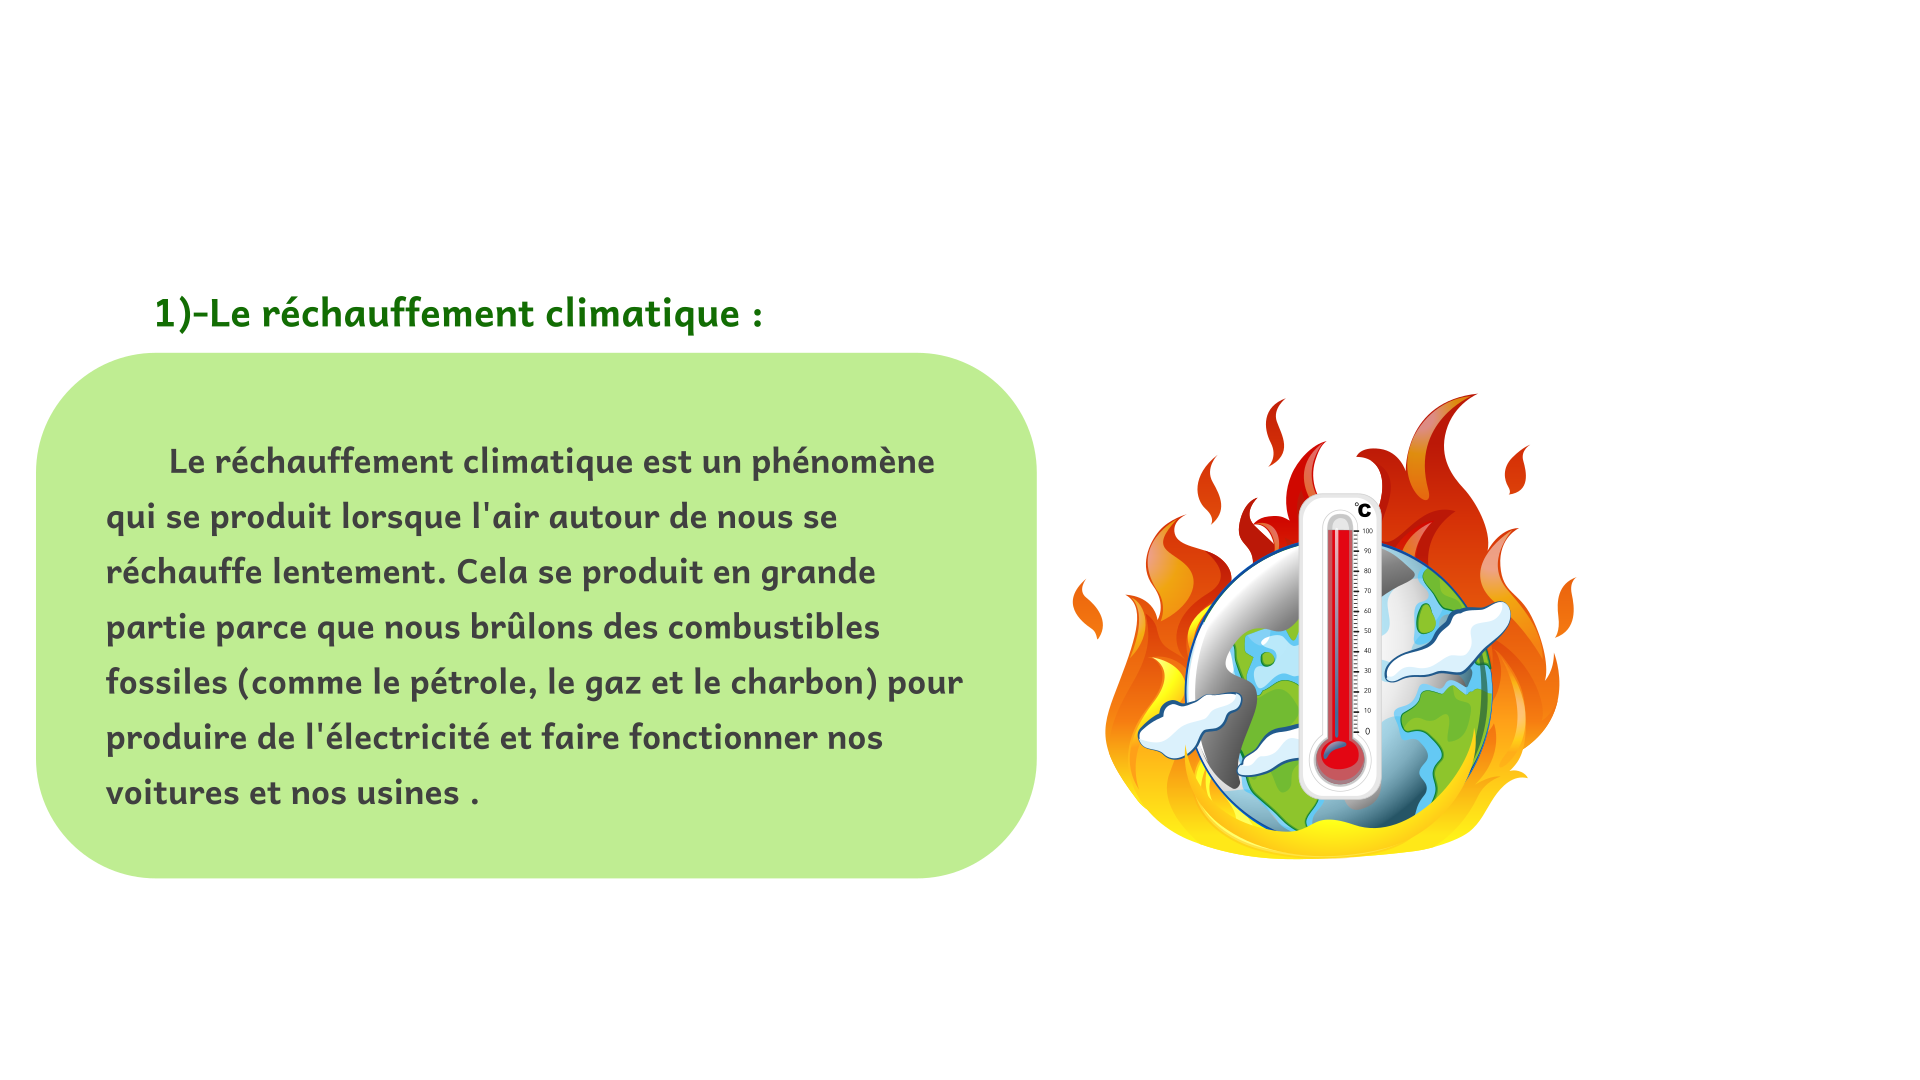 1)-Le réchauffement climatique :
Le réchauffement climatique est un phénomène
qui se produit lorsque l'air autour de nous se
réchauffe lentement. Cela se produit en grande
partie parce que nous brûlons des combustibles
fossiles (comme le pétrole, le gaz et le charbon) pour
produire de l'électricité et faire fonctionner nos
voitures et nos usines .
°C
100
90
80
70
60
50
40
30
20
10
0